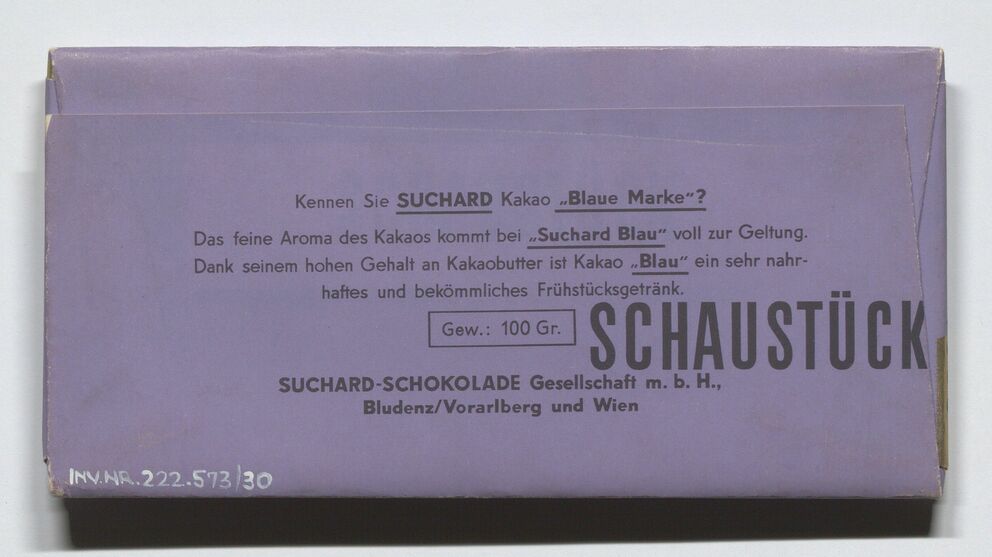 Kennen Sie SUCHARD Kakao „Blaue Marke“?
Das feine Aroma des Kakaos kommt bei „Suchard Blau“ voll zur Geltung.
Dank seinem hohen Gehalt an Kakaobutter ist Kakao „Blau“ ein sehr nahr-
haftes und bekömmliches Frühstücksgetränk.
Gew.: 100 Gr.
SCHAUSTÜCK
SUCHARD-SCHOKOLADE Gesellschaft m. b. H.,
Bludenz/Vorarlberg und Wien
INV.NR.222.573/30